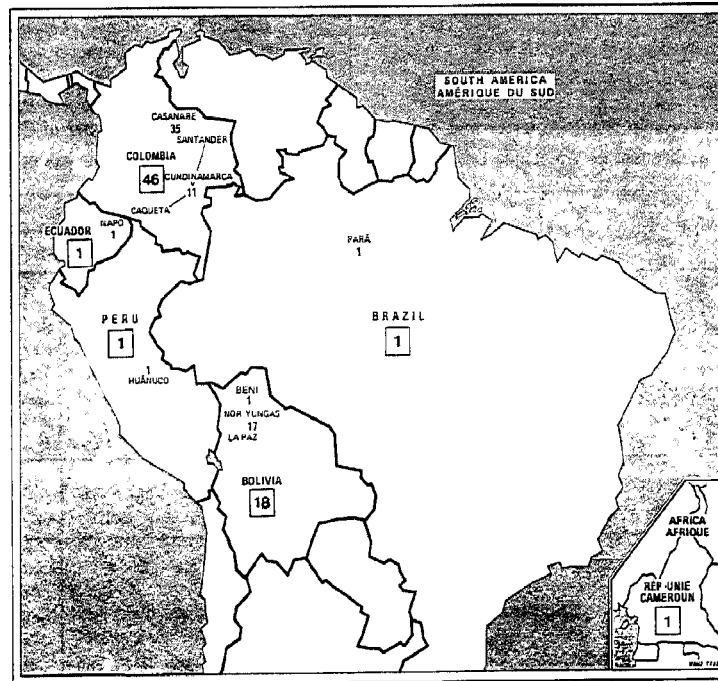 SOUTH AMERICA
AMÉRIQUE DU SUD
CASANARE
35
SANTANDER
COLOMBIA
46
CUNDINAMARCA
11
CAQUETA
NAPO
1
ECUADOR
1
PARÁ
1
PERU
1
BRAZIL
1
1
HUÁNUCO
BENI
1
NOR YUNGAS
17
LA PAZ
BOLIVIA
18
AFRICA
AFRIQUE
RÉP-UNIE
CAMEROUN
1